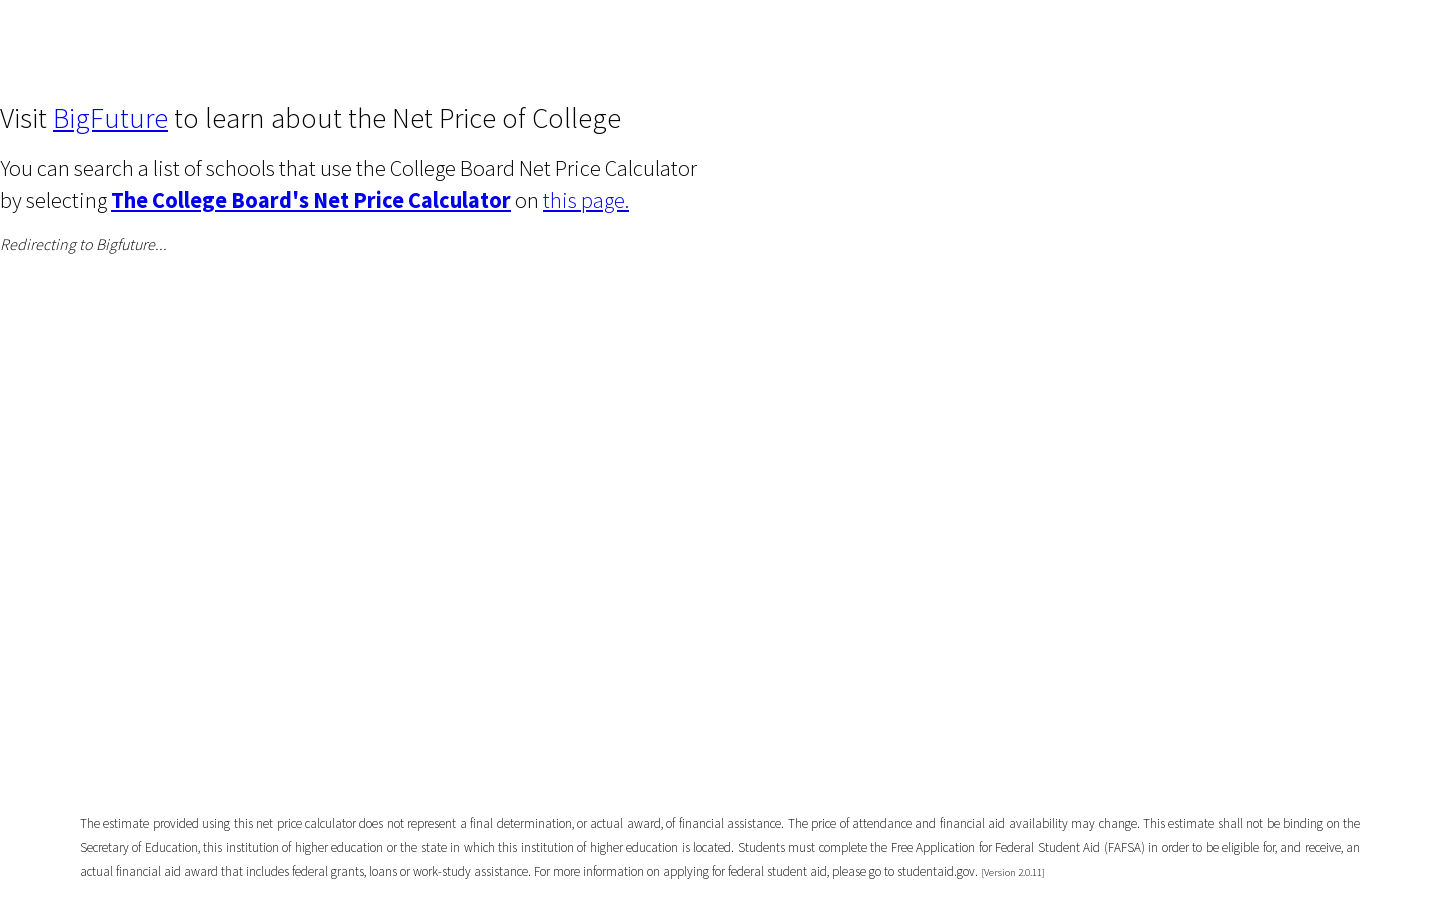 Visit BigFuture to learn about the Net Price of College
You can search a list of schools that use the College Board Net Price Calculator
by selecting The College Board's Net Price Calculator on this page.
Redirecting to Bigfuture...
The estimate provided using this net price calculator does not represent a final determination, or actual award, of financial assistance. The price of attendance and financial aid availability may change. This estimate shall not be binding on the
Secretary of Education, this institution of higher education or the state in which this institution of higher education is located. Students must complete the Free Application for Federal Student Aid (FAFSA) in order to be eligible for, and receive, an
actual financial aid award that includes federal grants, loans or work-study assistance. For more information on applying for federal student aid, please go to studentaid.gov. [Version 2.0.11]